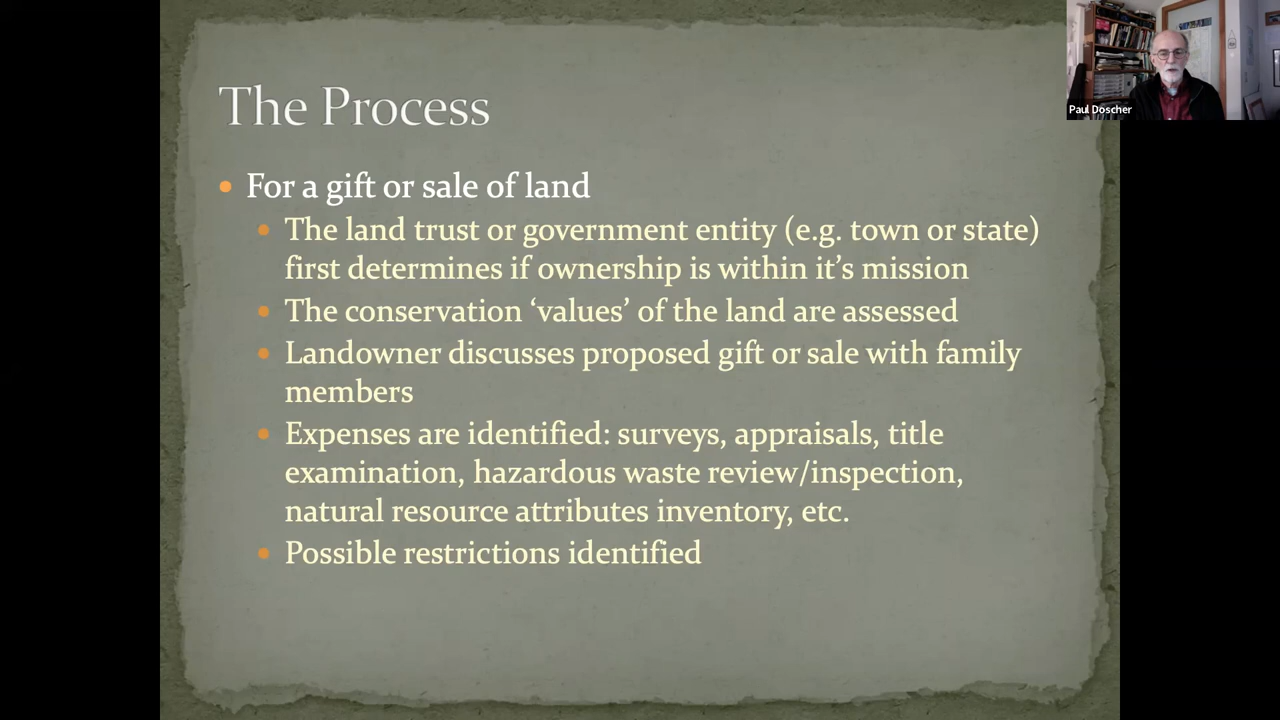 The Process
For a gift or sale of land
The land trust or government entity (e.g. town or state)
first determines if ownership is within it’s mission
The conservation ‘values’ of the land are assessed
Landowner discusses proposed gift or sale with family
members
Expenses are identified: surveys, appraisals, title
examination, hazardous waste review/inspection,
natural resource attributes inventory, etc.
Possible restrictions identified
Paul Doscher